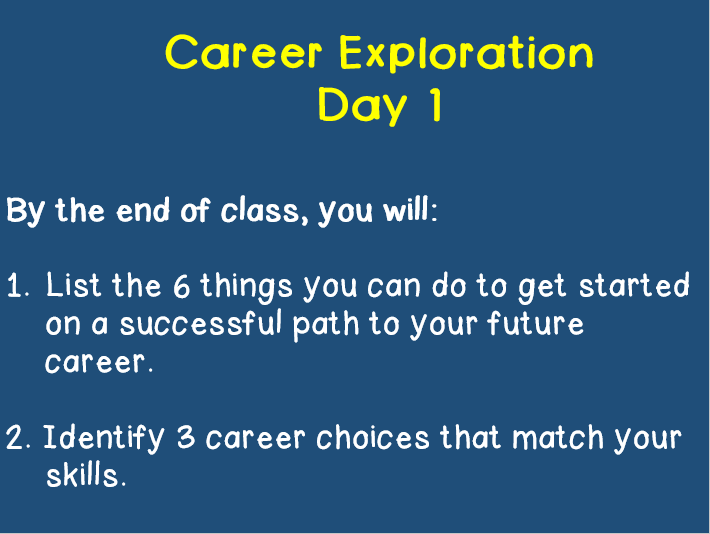 Career Exploration
Day 1
By the end of class, you will:
1. List the 6 things you can do to get started
on a successful path to your future
career.
2. Identify 3 career choices that match your
skills.